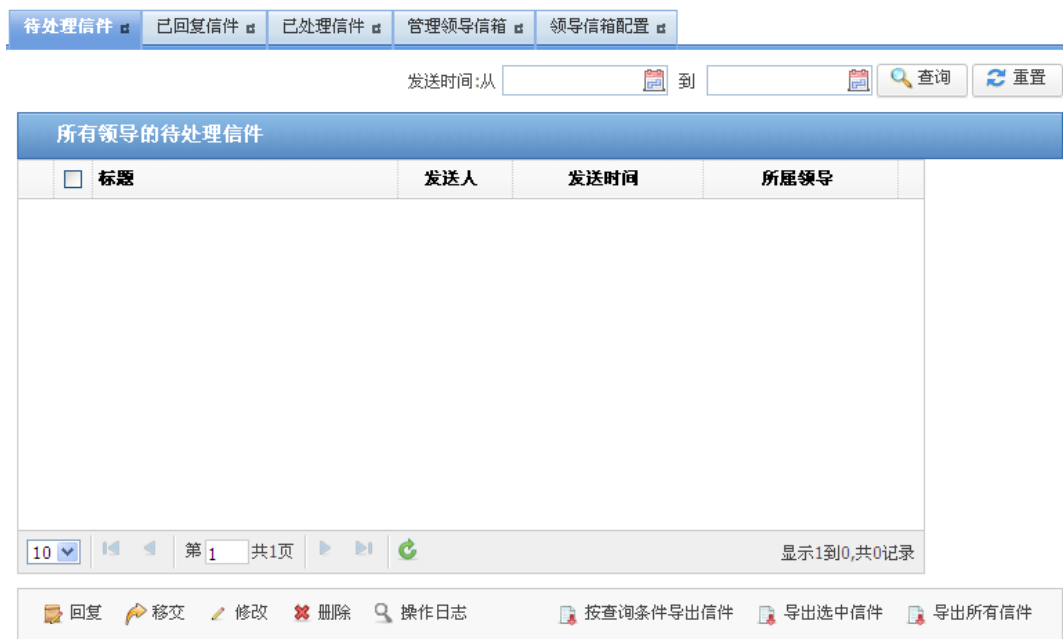 待处理信件 已回复信件 已处理信件 管理领导信箱 领导信箱配置
发送时间:从 到 查询 重置
所有领导的待处理信件
标题 发送人 发送时间 所属领导
10 第 1 共1页 显示1到0,共0记录
回复 移交 修改 删除 操作日志 按查询条件导出信件 导出选中信件 导出所有信件